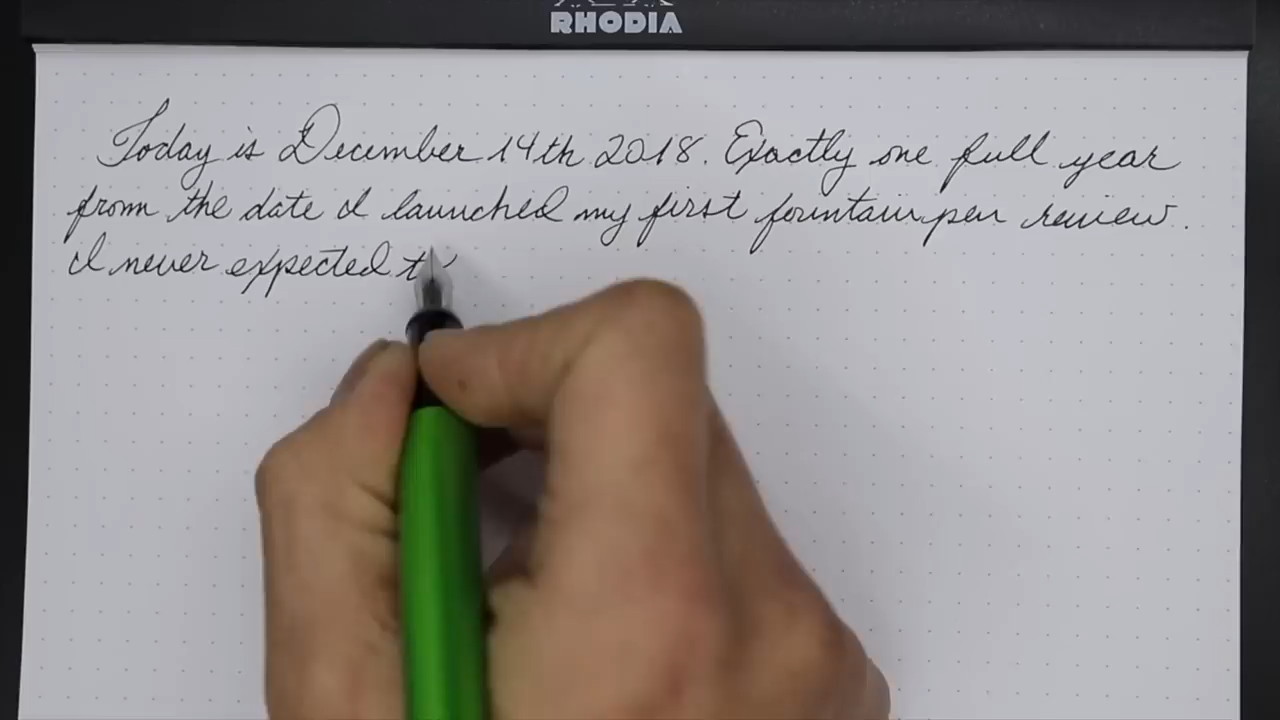 RHODIA
Today is December 14th 2018. Exactly one full year
from the date I launched my first fountain pen review.
I never expected t